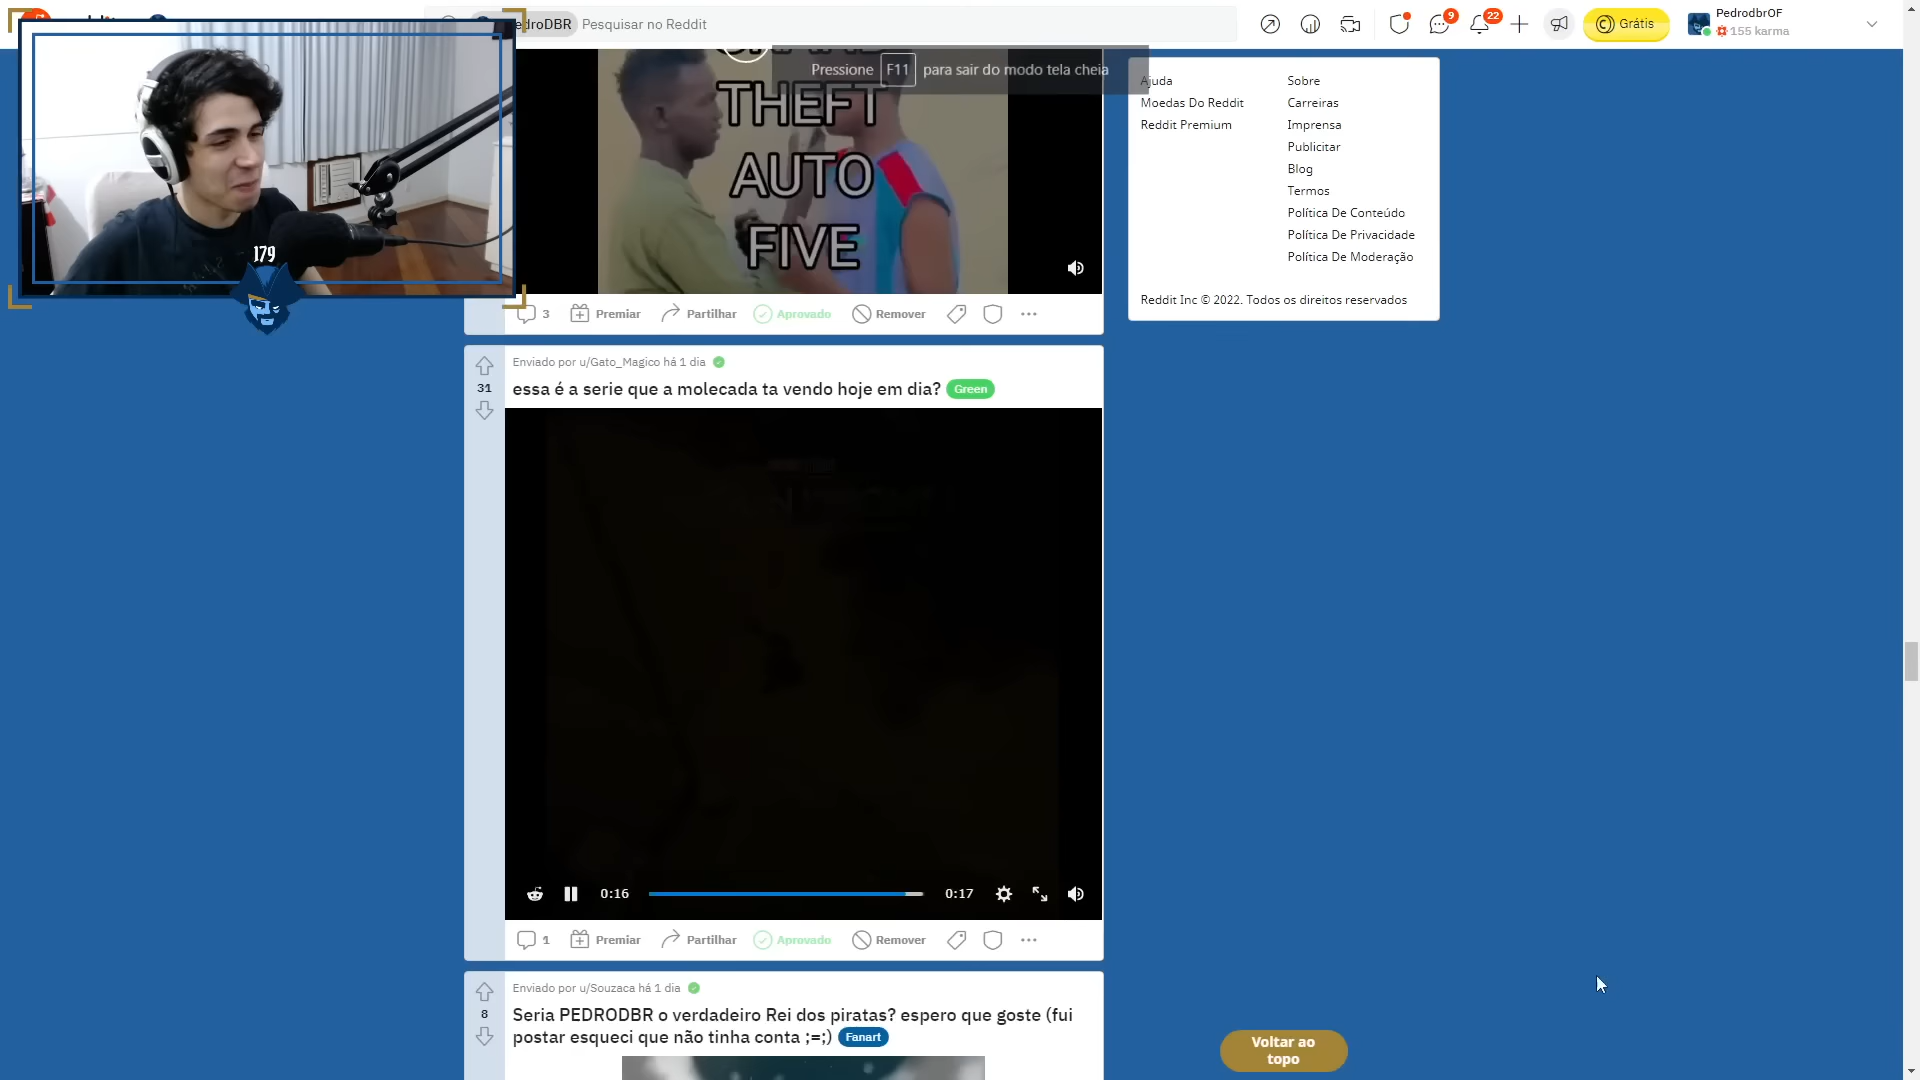 PedroDBR Pesquisar no Reddit
9
22
Grátis
PedrodbrOF
155 karma
Pressione F11 para sair do modo tela cheia
THEFT
AUTO
FIVE
179
Ajuda
Moedas Do Reddit
Reddit Premium
Sobre
Carreiras
Imprensa
Publicitar
Blog
Termos
Política De Conteúdo
Política De Privacidade
Política De Moderação
Reddit Inc © 2022. Todos os direitos reservados
3 Premiar Partilhar Aprovado Remover
Enviado por u/Gato_Magico há 1 dia
31
essa é a serie que a molecada ta vendo hoje em dia? Green
0:16 0:17
1 Premiar Partilhar Aprovado Remover
Enviado por u/Souzaca há 1 dia
8
Seria PEDRODBR o verdadeiro Rei dos piratas? espero que goste (fui
postar esqueci que não tinha conta ;=;) Fanart
Voltar ao
topo